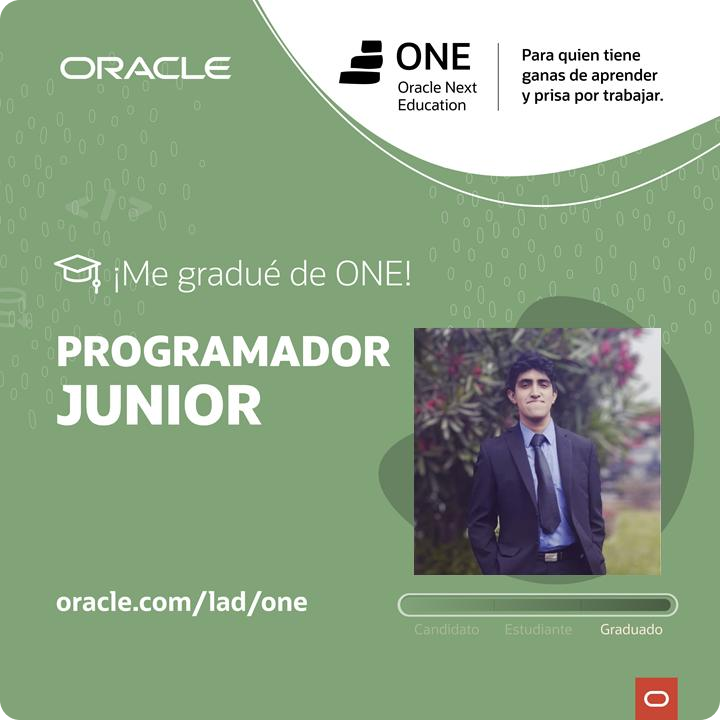 ORACLE
ONE
Oracle Next
Education
Para quien tiene
ganas de aprender
y prisa por trabajar.
</>
¡Me gradué de ONE!
PROGRAMADOR
JUNIOR
oracle.com/lad/one
Candidato Estudiante Graduado